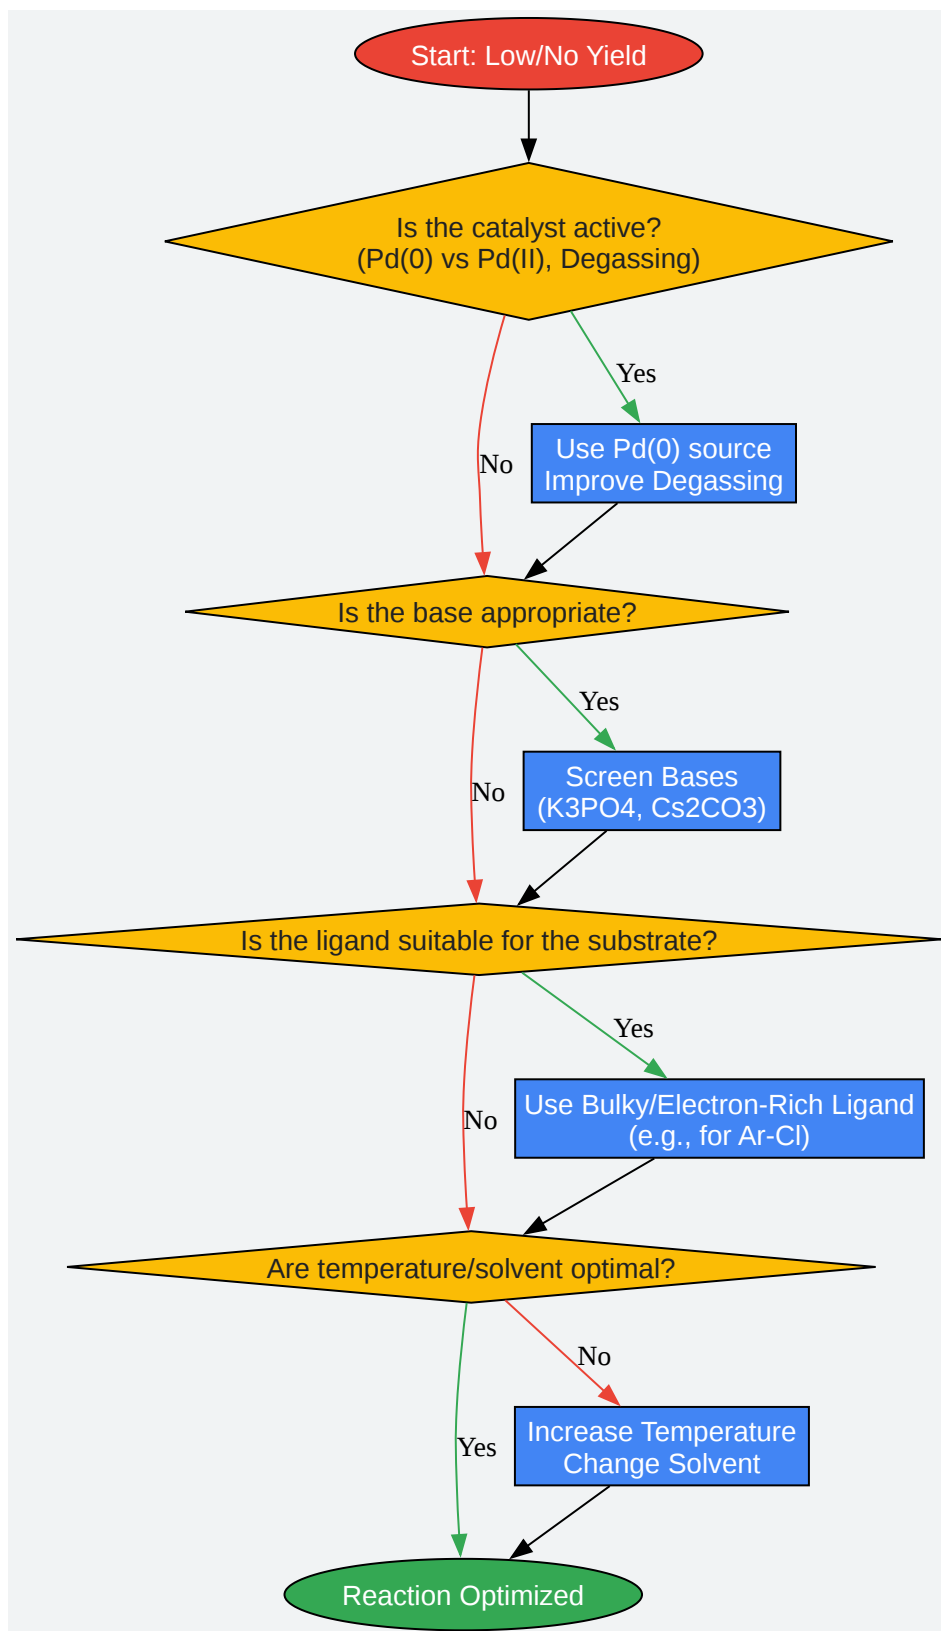 Start: Low/No Yield
Is the catalyst active?
(Pd(0) vs Pd(II), Degassing)
Yes
Use Pd(0) source
Improve Degassing
No
Is the base appropriate?
Yes
Screen Bases
(K3PO4, Cs2CO3)
No
Is the ligand suitable for the substrate?
Yes
Use Bulky/Electron-Rich Ligand
(e.g., for Ar-Cl)
No
Are temperature/solvent optimal?
No
Increase Temperature
Change Solvent
Yes
Reaction Optimized